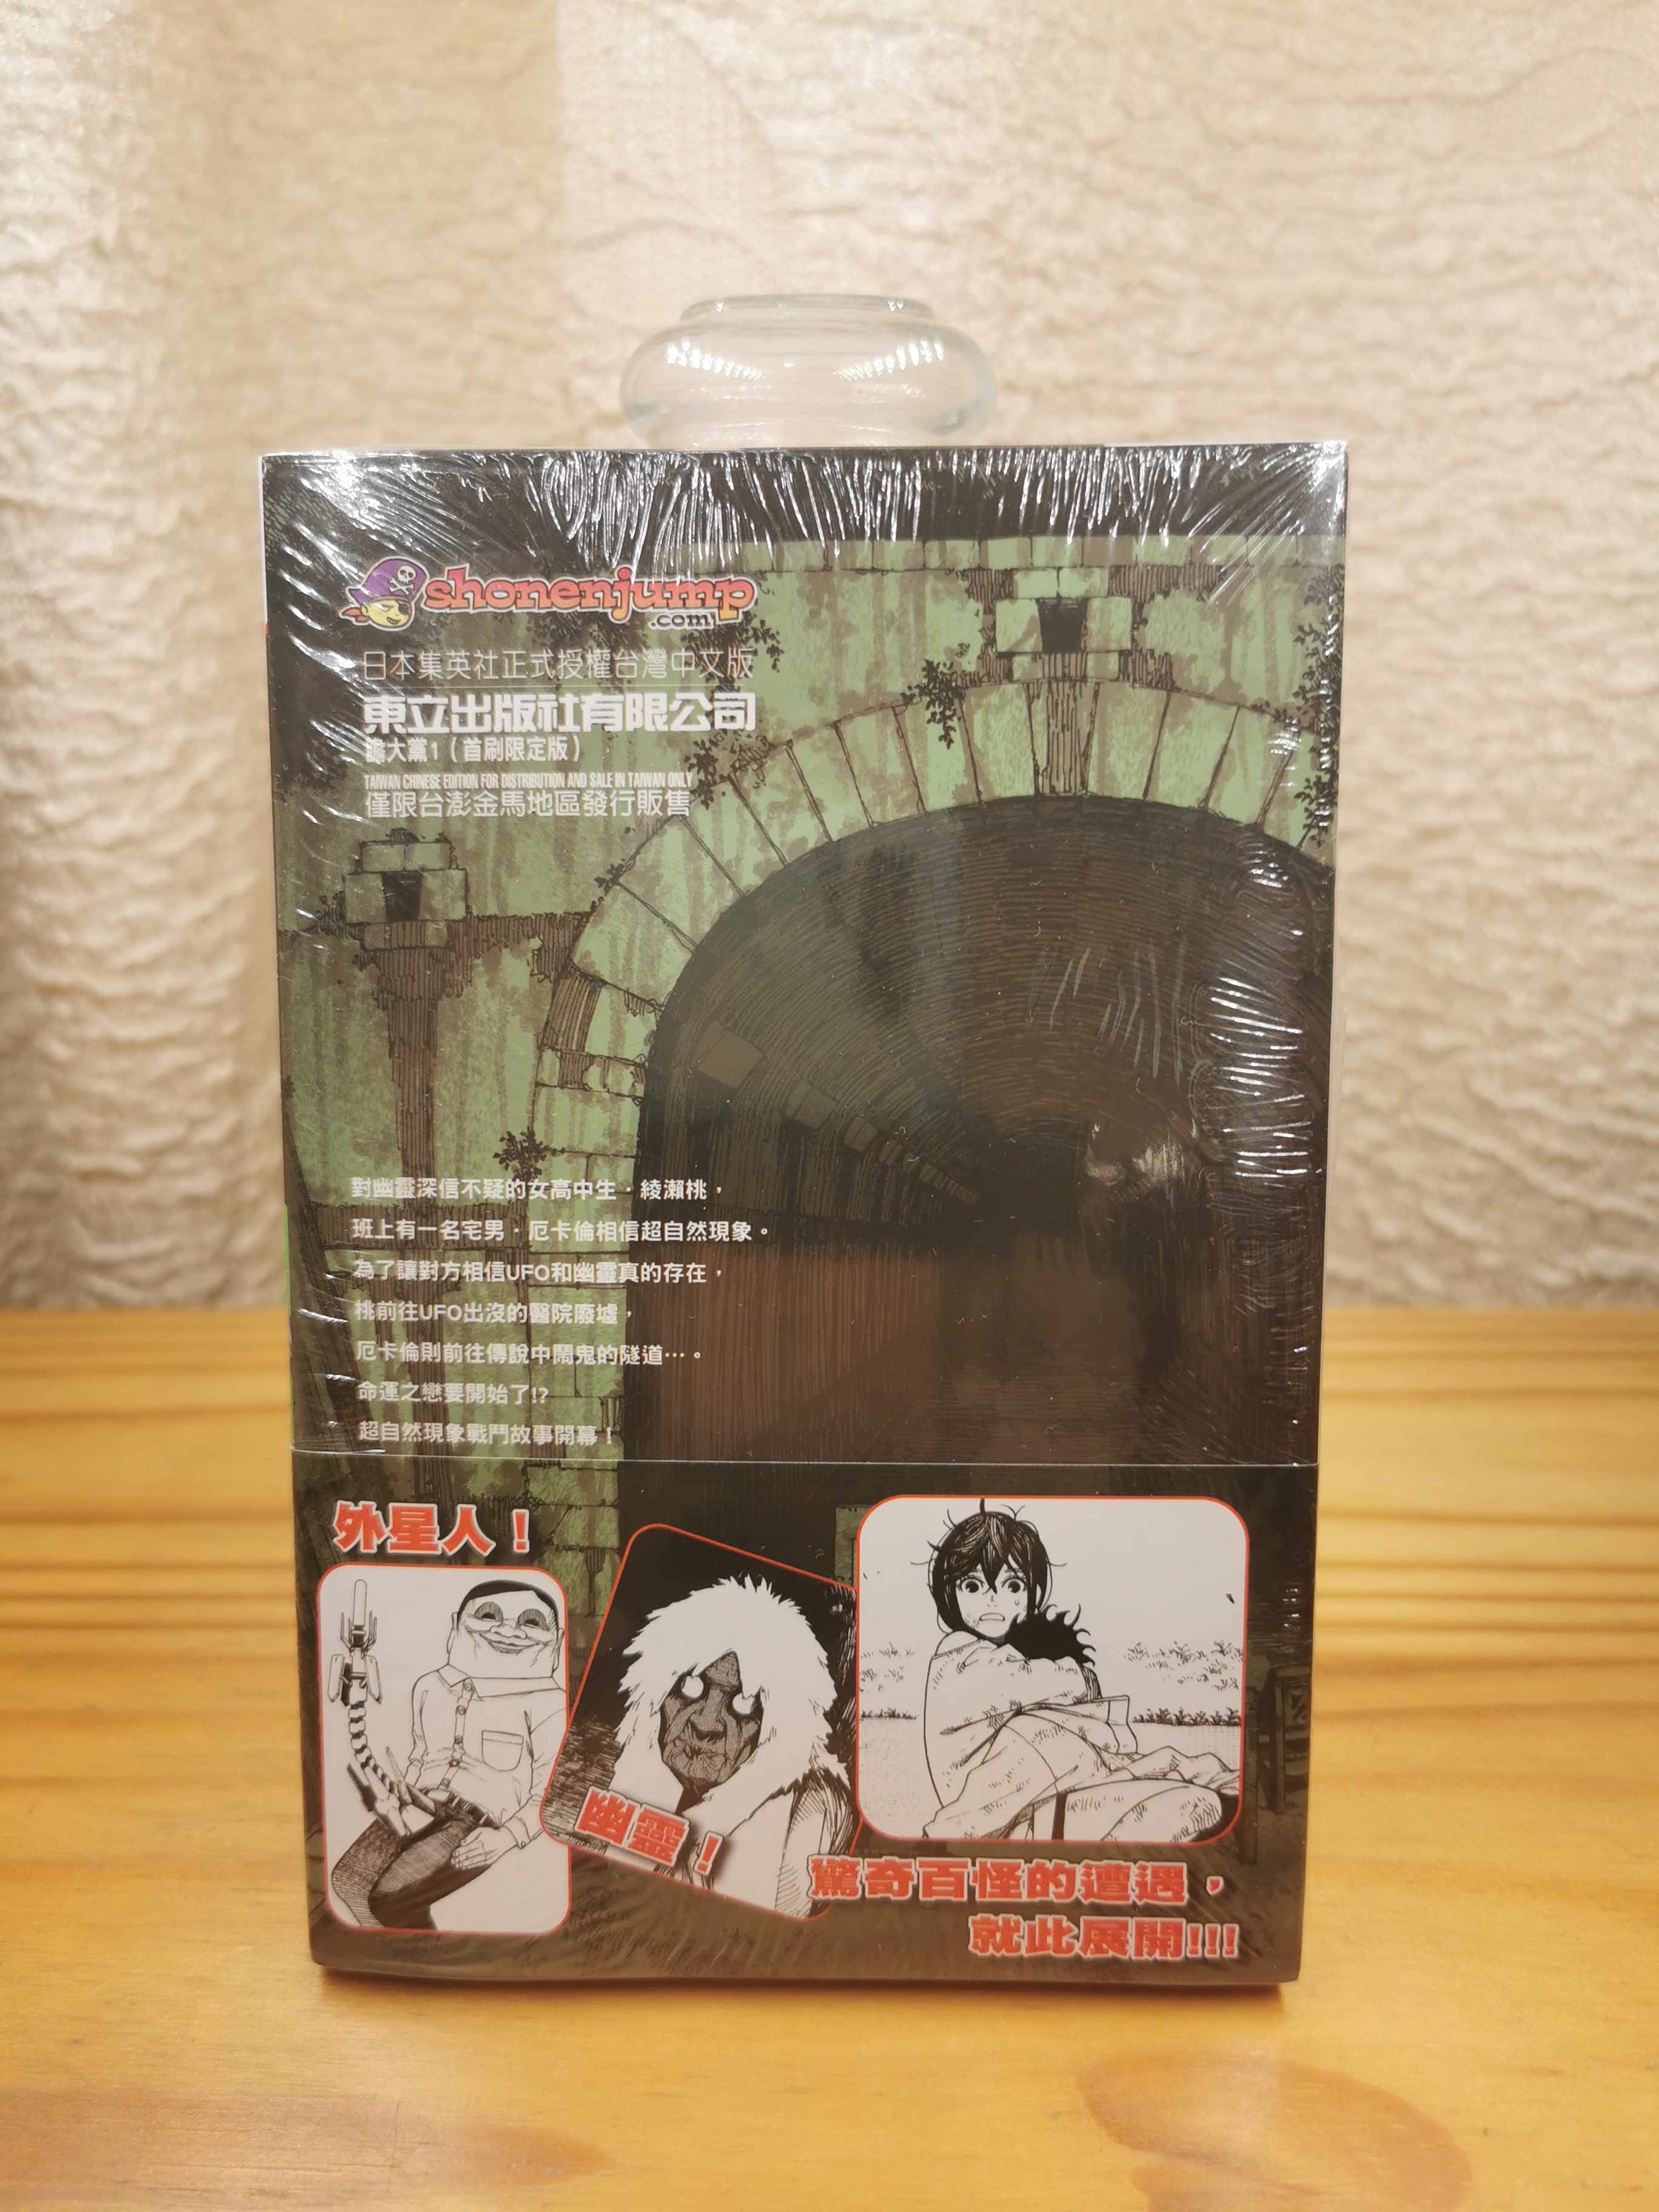 shonenjump
.com
日本集英社正式授權台灣中文版
東立出版社有限公司
膽大黨1(首刷限定版)
TAIWAN CHINESE EDITION FOR DISTRIBUTION AND SALE IN TAIWAN ONLY
僅限台澎金馬地區發行販售
對幽靈深信不疑的女高中生·綾瀨桃,
班上有一名宅男·厄卡倫相信超自然現象。
為了讓對方相信UFO和幽靈真的存在,
桃前往UFO出沒的醫院廢墟,
厄卡倫則前往傳說中鬧鬼的隧道…。
命運之戀要開始了!?
超自然現象戰鬥故事開幕!
外星人!
幽靈!
驚奇百怪的遭遇,
就此展開!!!